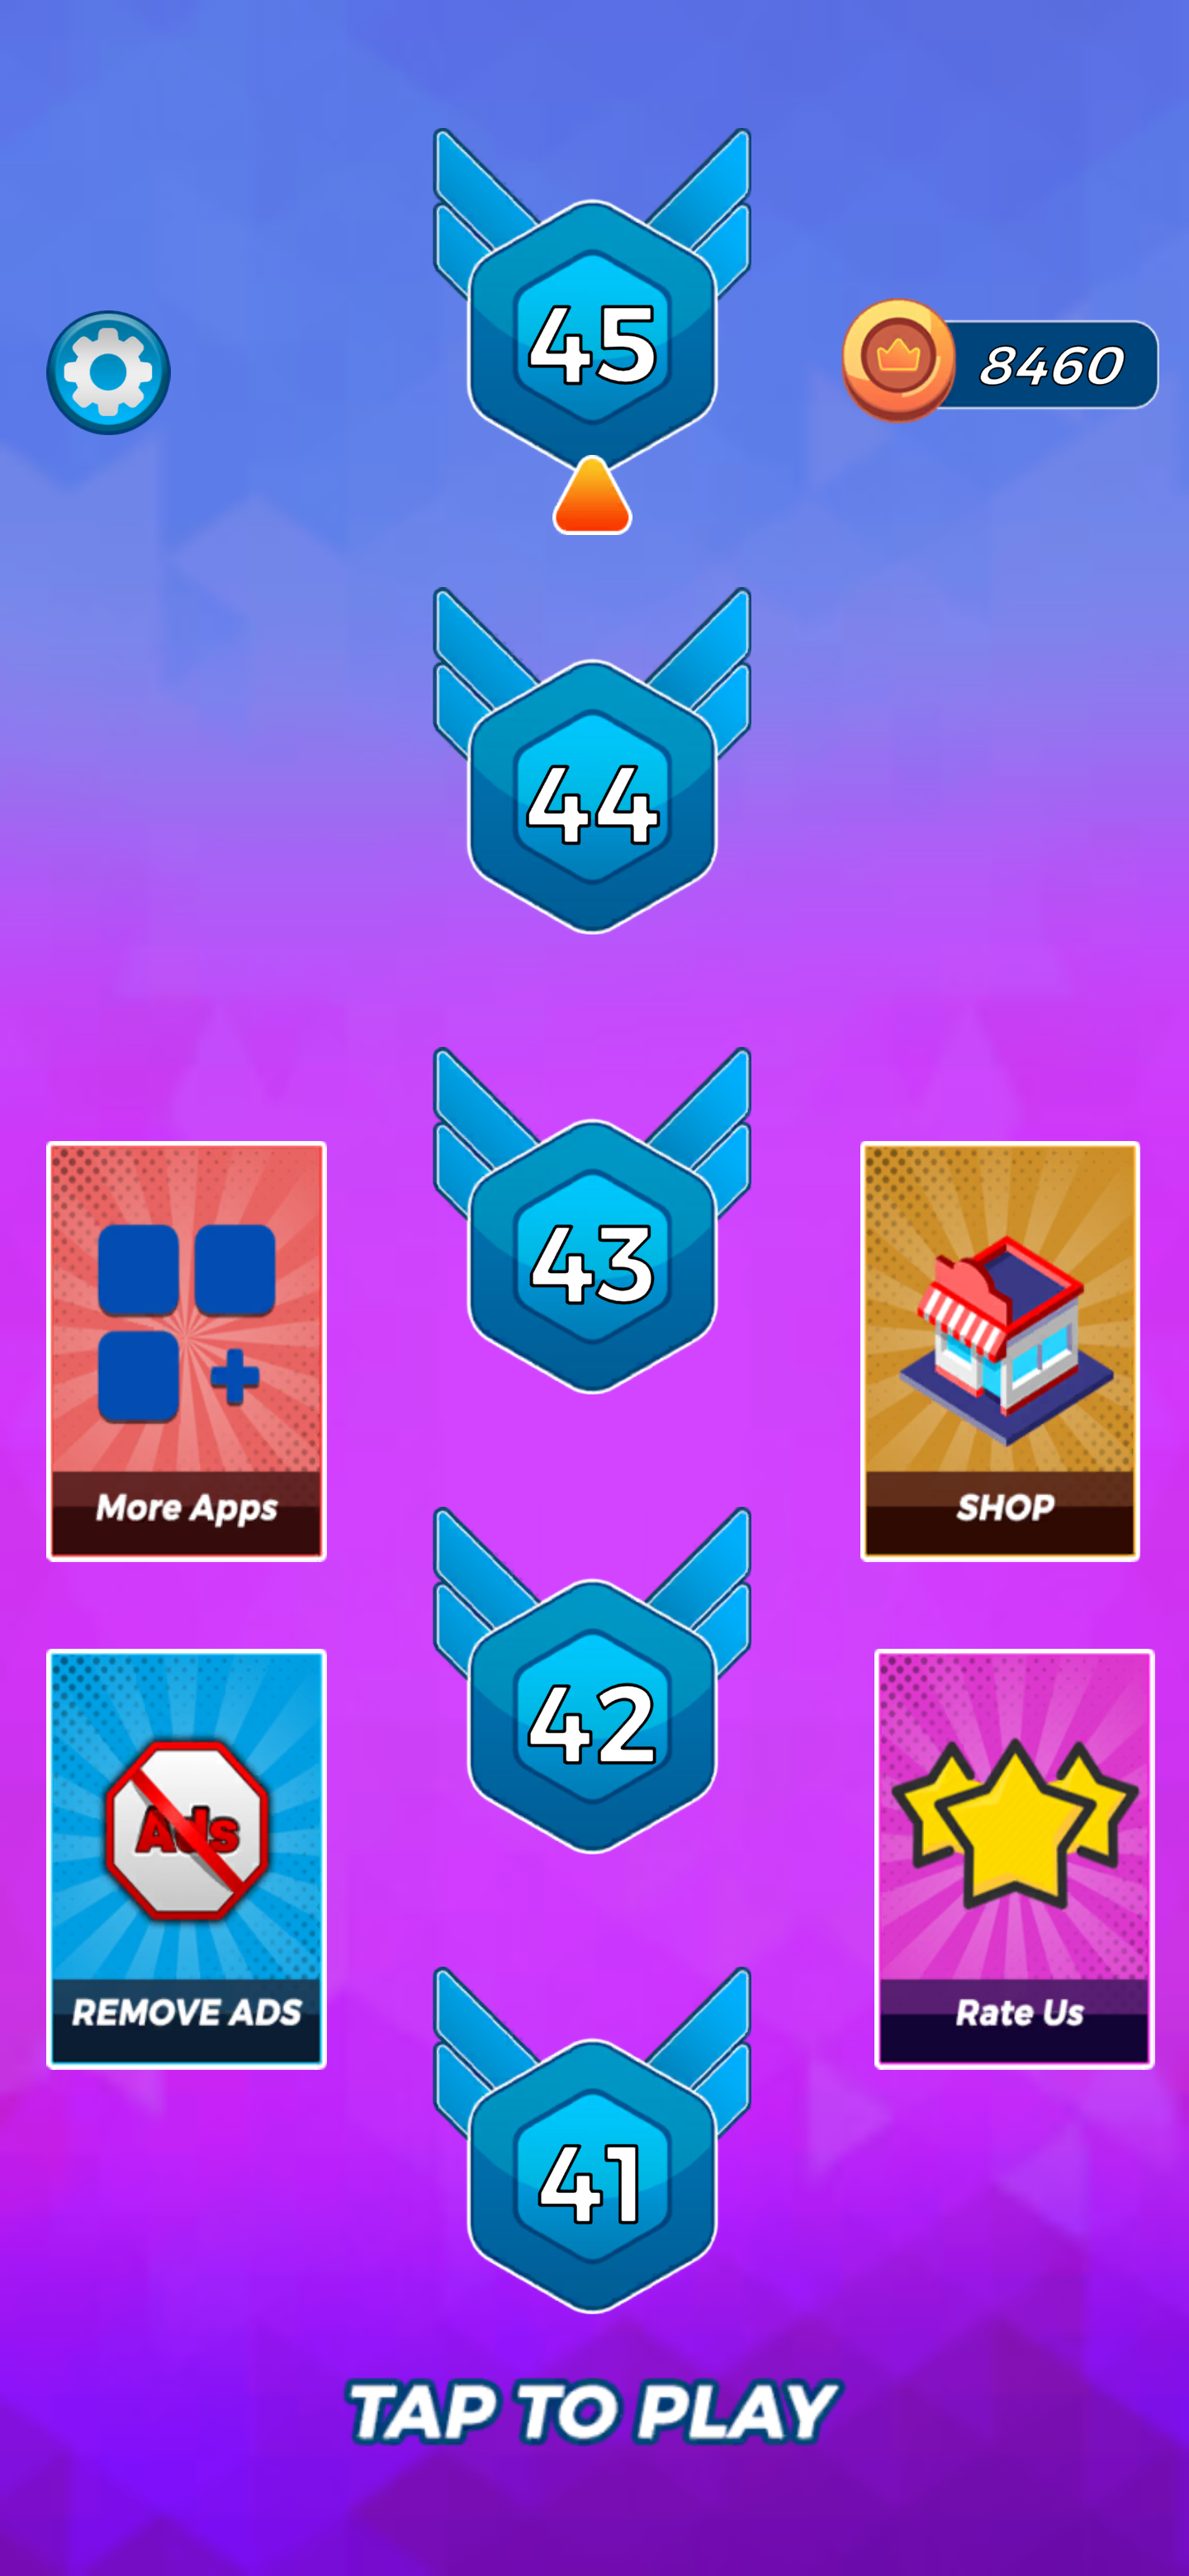 45
8460
44
43
More Apps
SHOP
42
Ads
REMOVE ADS
Rate Us
41
TAP TO PLAY